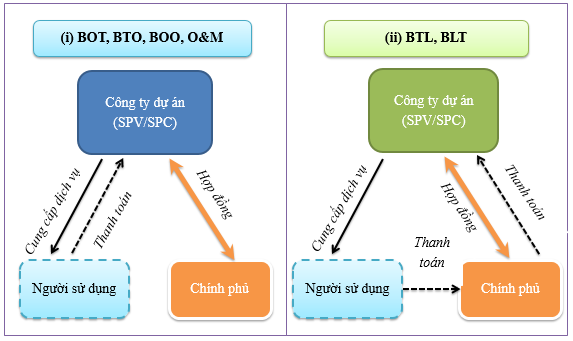 (i) BOT, BTO, BOO, O&M
Công ty dự án
(SPV/SPC)
Cung cấp dịch vụ
Thanh toán
Hợp đồng
Người sử dụng
Chính phủ
(ii) BTL, BLT
Công ty dự án
(SPV/SPC)
Cung cấp dịch vụ
Hợp đồng
Thanh toán
Thanh
toán
Người sử dụng
Chính phủ